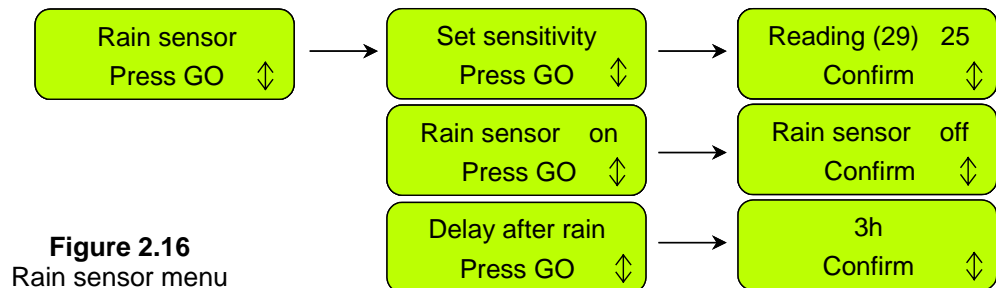 Rain sensor
Press GO
Set sensitivity
Press GO
Reading (29) 25
Confirm
Rain sensor on
Press GO
Rain sensor off
Confirm
Delay after rain
Press GO
3h
Confirm
Figure 2.16
Rain sensor menu